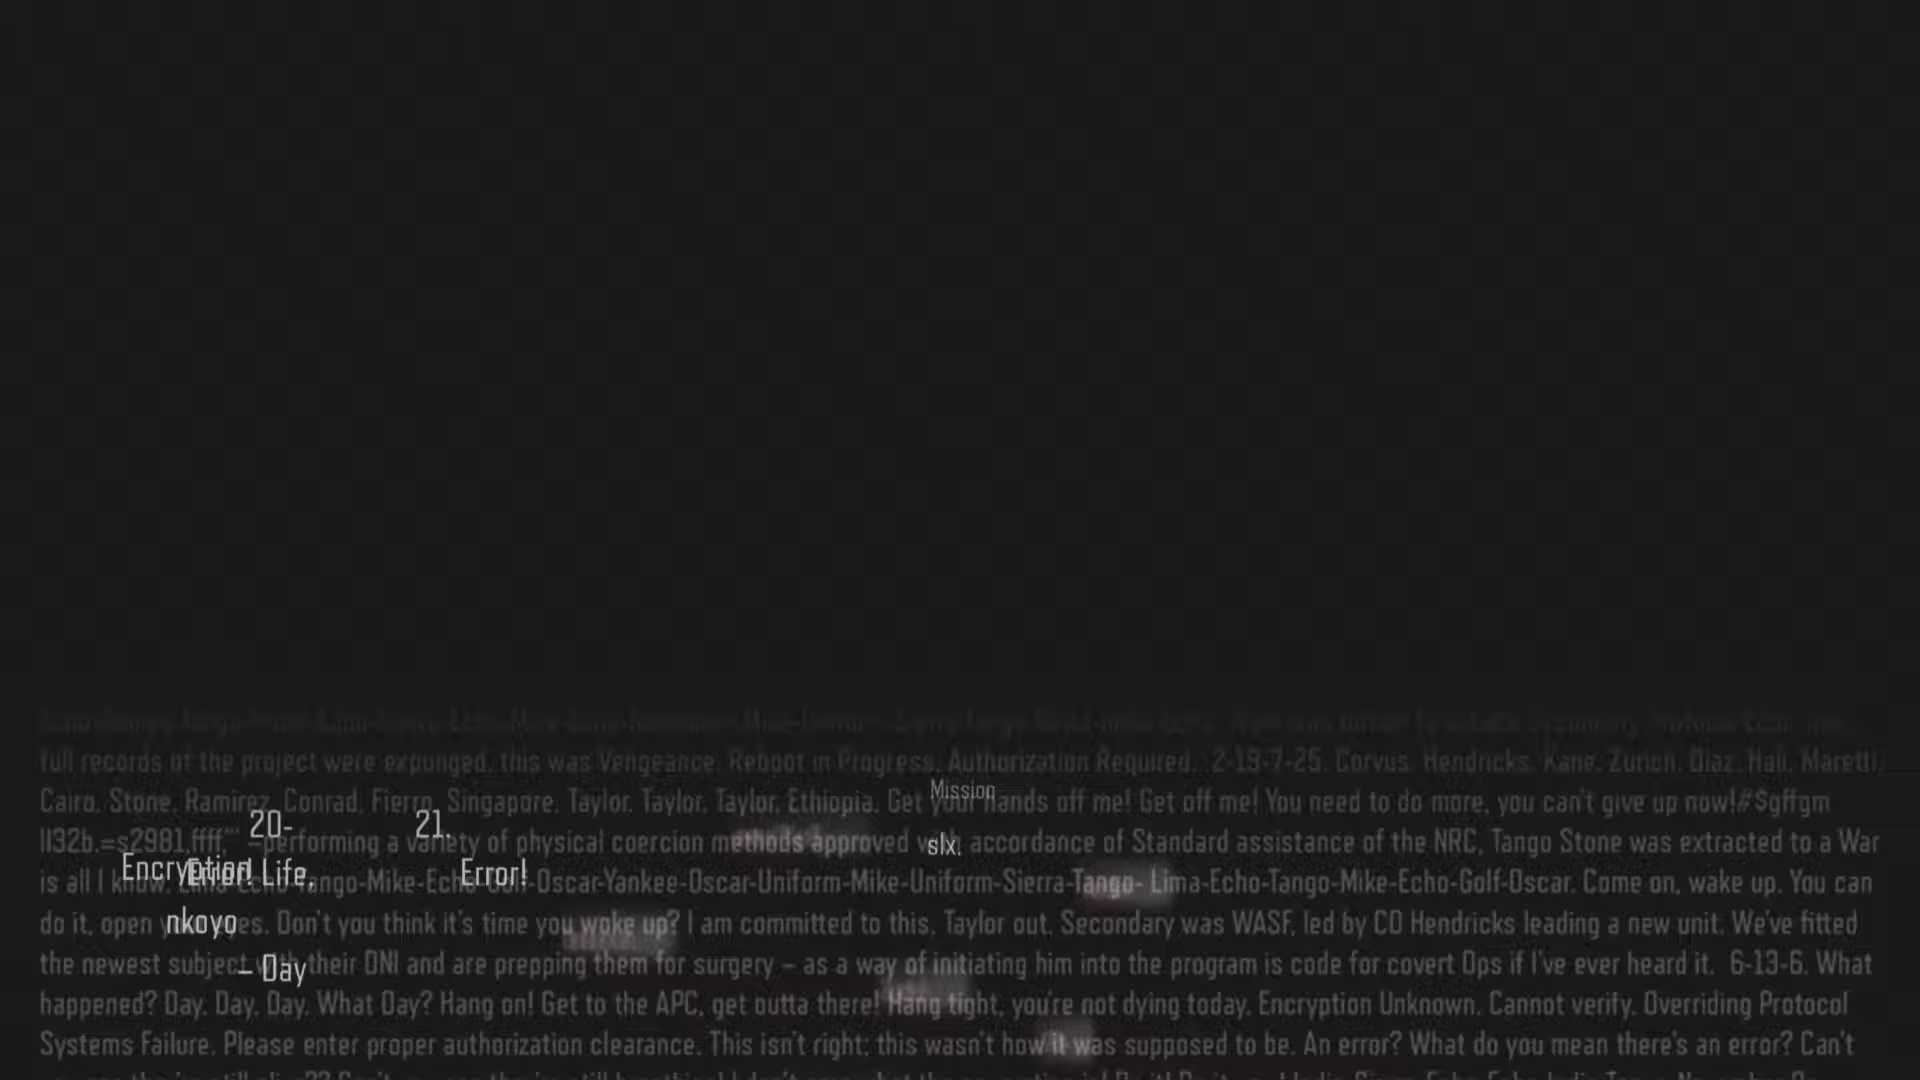 full records of the project were expunged, this was Vengeance. Reboot in Progress. Authorization Required. 2-19-7-25. Corvus. Hendricks. Kane. Zurich. Diaz. Hall. Maretti.
Mission
Cairo. Stone. Ramirez. Conrad. Fierro. Singapore. Taylor. Taylor. Taylor. Ethiopia. Get your hands off me! Get off me! You need to do more, you can't give up now!#$gffgm
20- 21.
ll32b.=s2981,ffff,"" =performing a variety of physical coercion methods approved accordance of Standard assistance of the NRC, Tango Stone was extracted to a War
slx.
Encryption Error! Life, Error!
is all I know. Tango-Mike-Echo-Golf-Oscar-Yankee-Oscar-Uniform-Mike-Uniform-Sierra-Tango- Lima-Echo-Tango-Mike-Echo-Golf-Oscar. Come on, wake up. You can
nkoyo
do it, open your eyes. Don't you think it's time you woke up? I am committed to this, Taylor out. Secondary was WASF, led by CO Hendricks leading a new unit. We've fitted
– Day
the newest subject with their DNI and are prepping them for surgery – as a way of initiating him into the program is code for covert Ops if I've ever heard it. 6-13-6. What
happened? Day. Day. Day. What Day? Hang on! Get to the APC, get outta there! Hang tight, you're not dying today. Encryption Unknown. Cannot verify. Overriding Protocol
Systems Failure. Please enter proper authorization clearance. This isn't right; this wasn't how it was supposed to be. An error? What do you mean there's an error? Can't